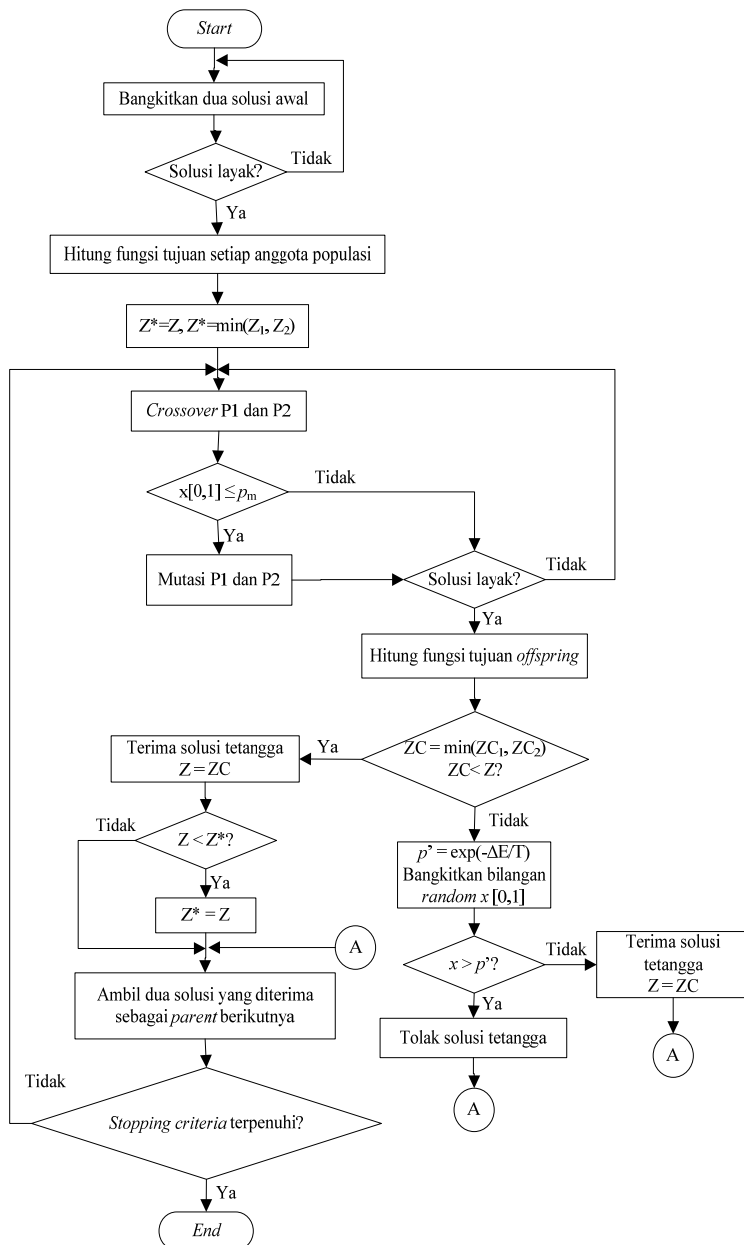 Start
Bangkitkan dua solusi awal
Solusi layak?
Tidak
Ya
Hitung fungsi tujuan setiap anggota populasi
Z*=Z, Z*=min(Z₁, Z₂)
Crossover P1 dan P2
x[0,1] ≤ pₘ
Tidak
Ya
Mutasi P1 dan P2
Solusi layak?
Tidak
Ya
Hitung fungsi tujuan offspring
ZC = min(ZC₁, ZC₂)
ZC< Z?
Ya
Terima solusi tetangga
Z = ZC
Tidak
Z < Z*?
Tidak
Ya
Z* = Z
p’ = exp(-ΔE/T)
Bangkitkan bilangan
random x [0,1]
A
x > p’?
Tidak
Terima solusi
tetangga
Z = ZC
Ya
Tolak solusi tetangga
A
A
Ambil dua solusi yang diterima
sebagai parent berikutnya
Tidak
Stopping criteria terpenuhi?
Ya
End